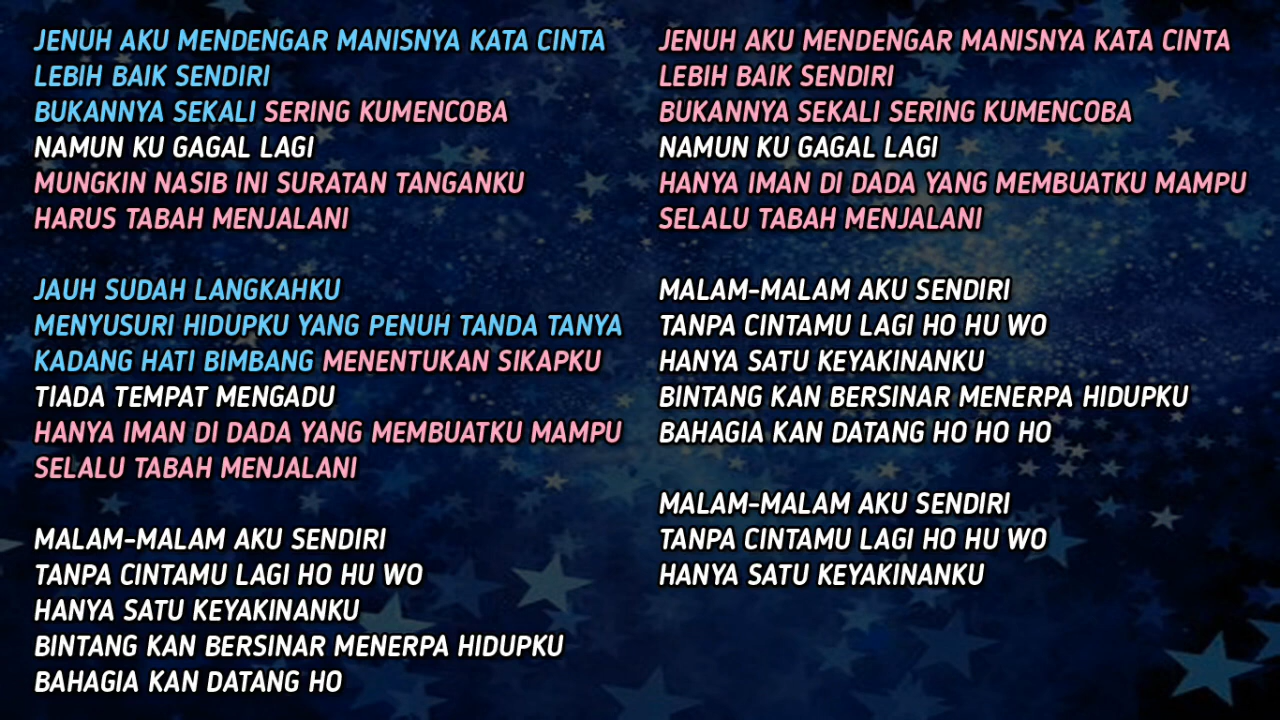 JENUH AKU MENDENGAR MANISNYA KATA CINTA
LEBIH BAIK SENDIRI
BUKANNYA SEKALI SERING KUMENCOBA
NAMUN KU GAGAL LAGI
MUNGKIN NASIB INI SURATAN TANGANKU
HARUS TABAH MENJALANI
JAUH SUDAH LANGKAHKU
MENYUSURI HIDUPKU YANG PENUH TANDA TANYA
KADANG HATI BIMBANG MENENTUKAN SIKAPKU
TIADA TEMPAT MENGADU
HANYA IMAN DI DADA YANG MEMBUATKU MAMPU
SELALU TABAH MENJALANI
MALAM-MALAM AKU SENDIRI
TANPA CINTAMU LAGI HO HU WO
HANYA SATU KEYAKINANKU
BINTANG KAN BERSINAR MENERPA HIDUPKU
BAHAGIA KAN DATANG HO
JENUH AKU MENDENGAR MANISNYA KATA CINTA
LEBIH BAIK SENDIRI
BUKANNYA SEKALI SERING KUMENCOBA
NAMUN KU GAGAL LAGI
HANYA IMAN DI DADA YANG MEMBUATKU MAMPU
SELALU TABAH MENJALANI
MALAM-MALAM AKU SENDIRI
TANPA CINTAMU LAGI HO HU WO
HANYA SATU KEYAKINANKU
BINTANG KAN BERSINAR MENERPA HIDUPKU
BAHAGIA KAN DATANG HO HO HO
MALAM-MALAM AKU SENDIRI
TANPA CINTAMU LAGI HO HU WO
HANYA SATU KEYAKINANKU